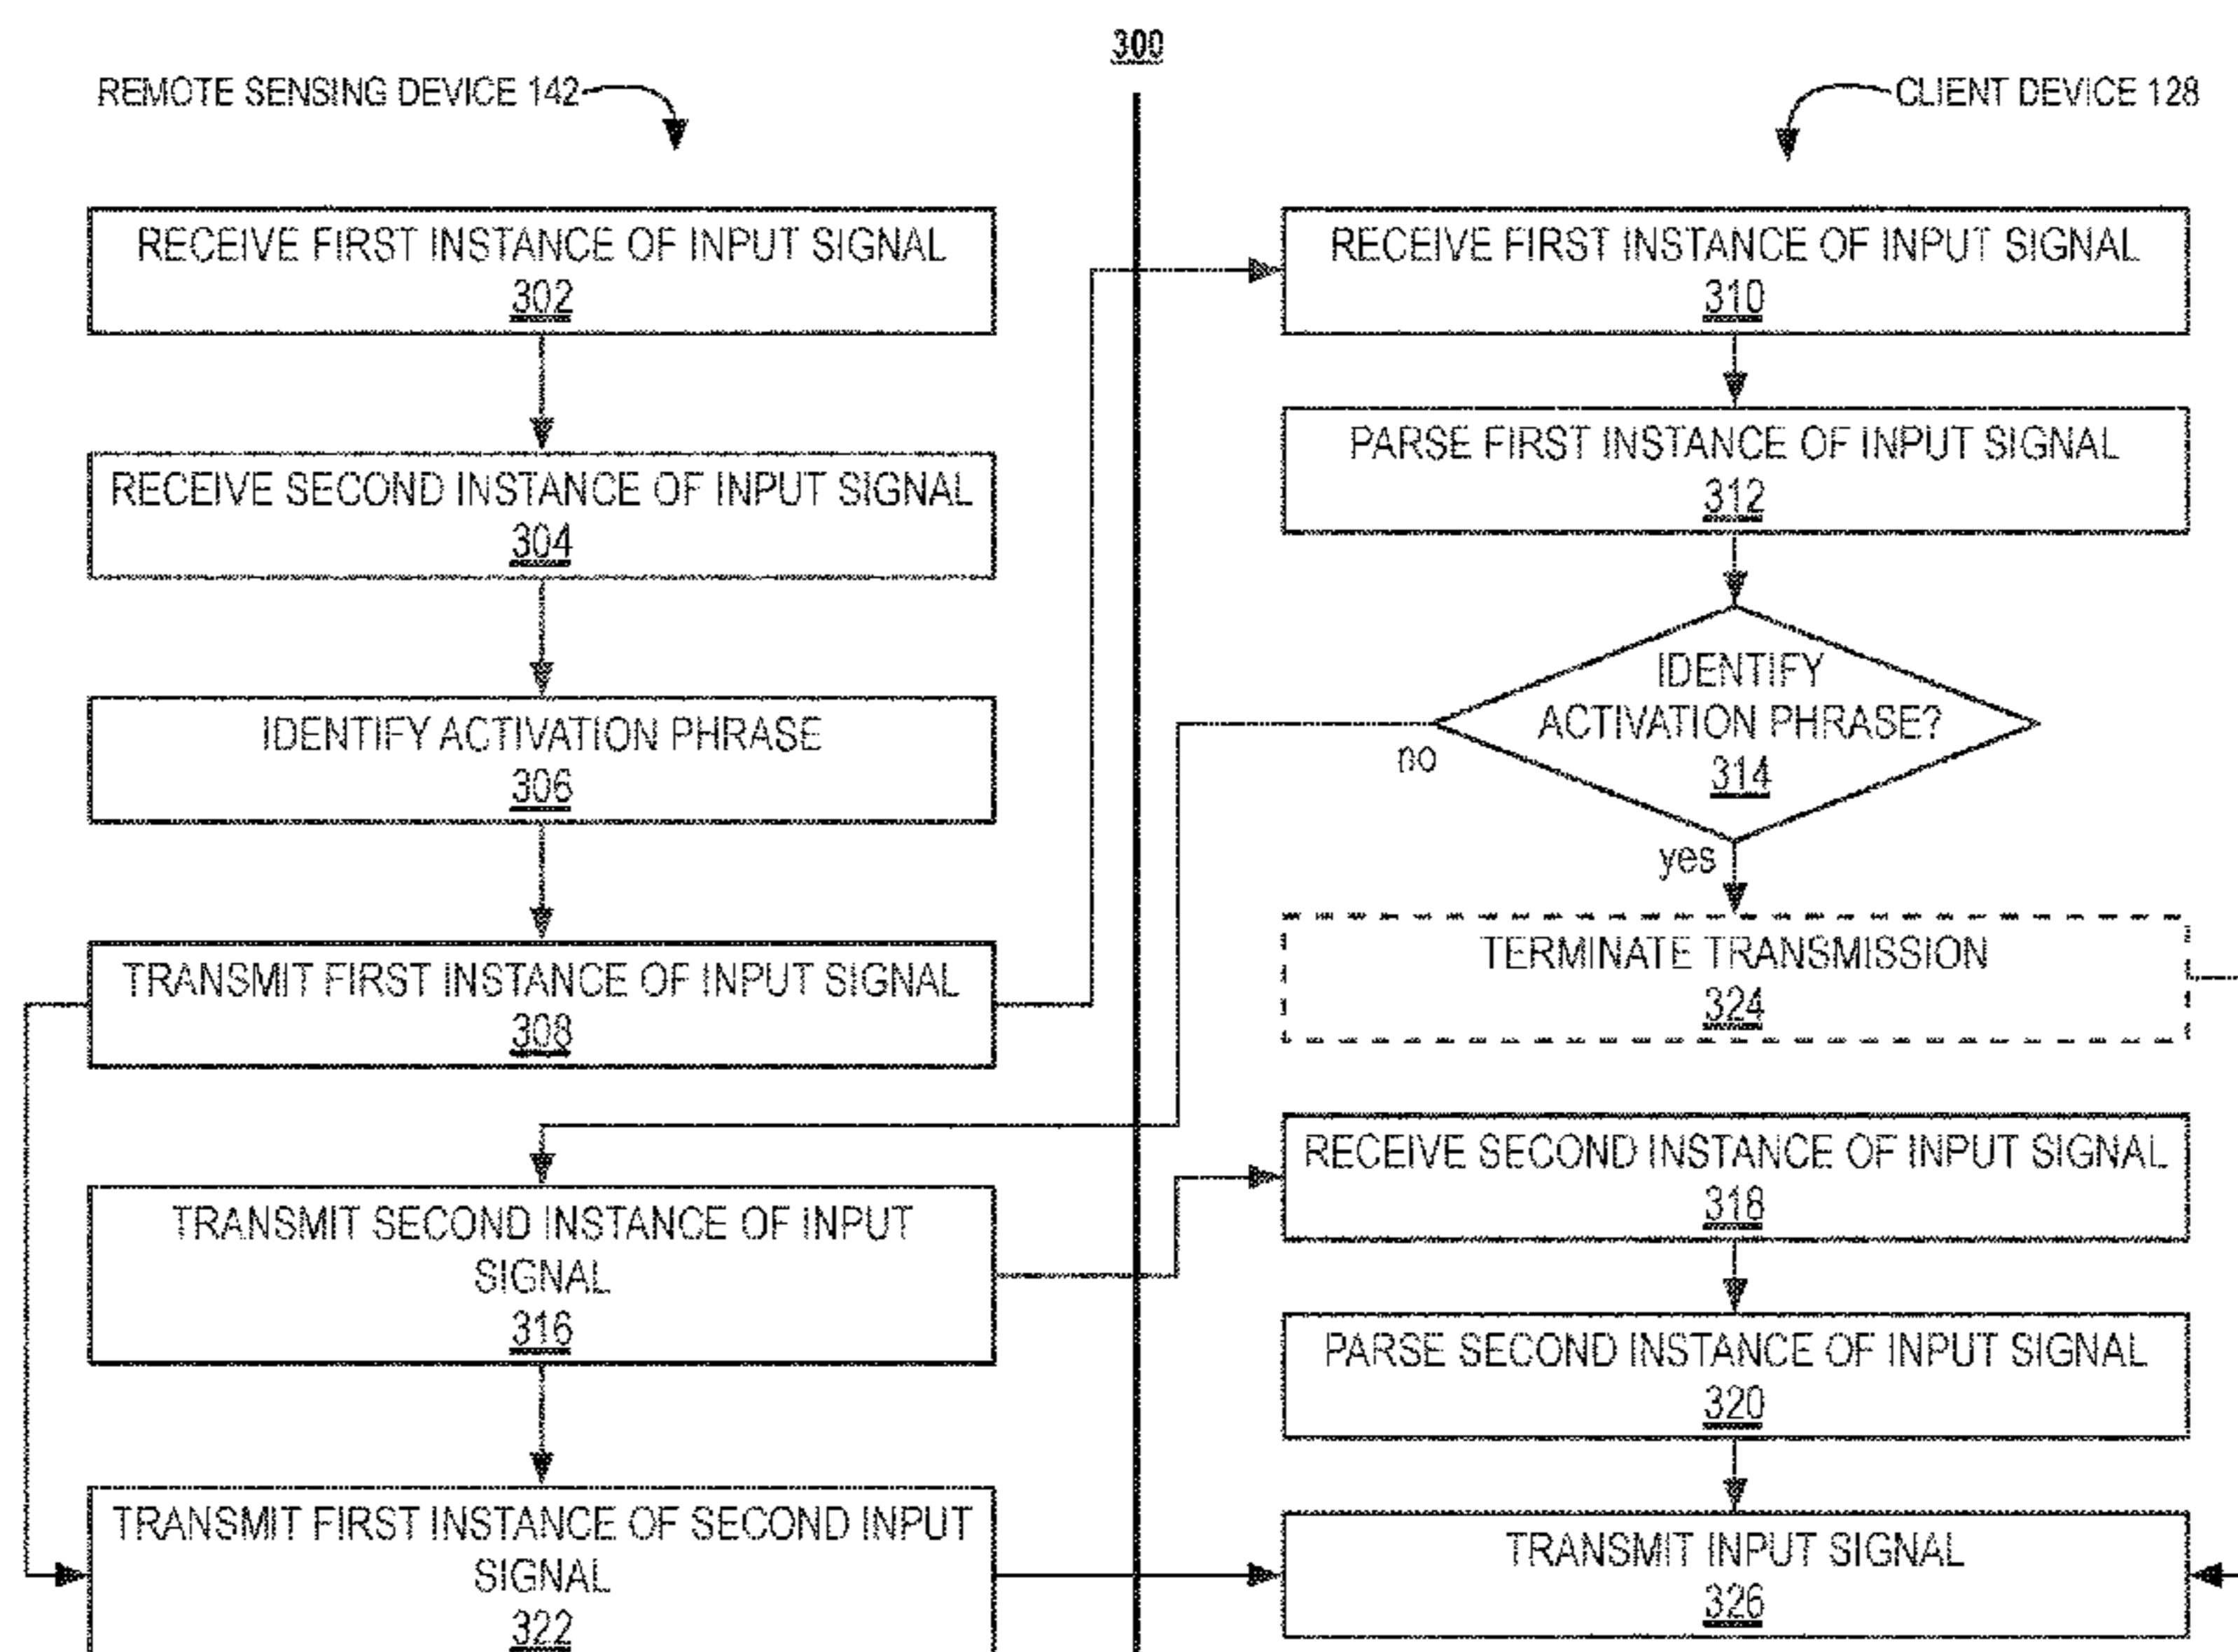 300
REMOTE SENSING DEVICE 142
RECEIVE FIRST INSTANCE OF INPUT SIGNAL
302
RECEIVE SECOND INSTANCE OF INPUT SIGNAL
304
IDENTIFY ACTIVATION PHRASE
306
TRANSMIT FIRST INSTANCE OF INPUT SIGNAL
308
TRANSMIT SECOND INSTANCE OF INPUT
SIGNAL
316
TRANSMIT FIRST INSTANCE OF SECOND INPUT
SIGNAL
322
CLIENT DEVICE 128
RECEIVE FIRST INSTANCE OF INPUT SIGNAL
310
PARSE FIRST INSTANCE OF INPUT SIGNAL
312
IDENTIFY
ACTIVATION PHRASE?
314
no
yes
TERMINATE TRANSMISSION
324
RECEIVE SECOND INSTANCE OF INPUT SIGNAL
318
PARSE SECOND INSTANCE OF INPUT SIGNAL
320
TRANSMIT INPUT SIGNAL
326